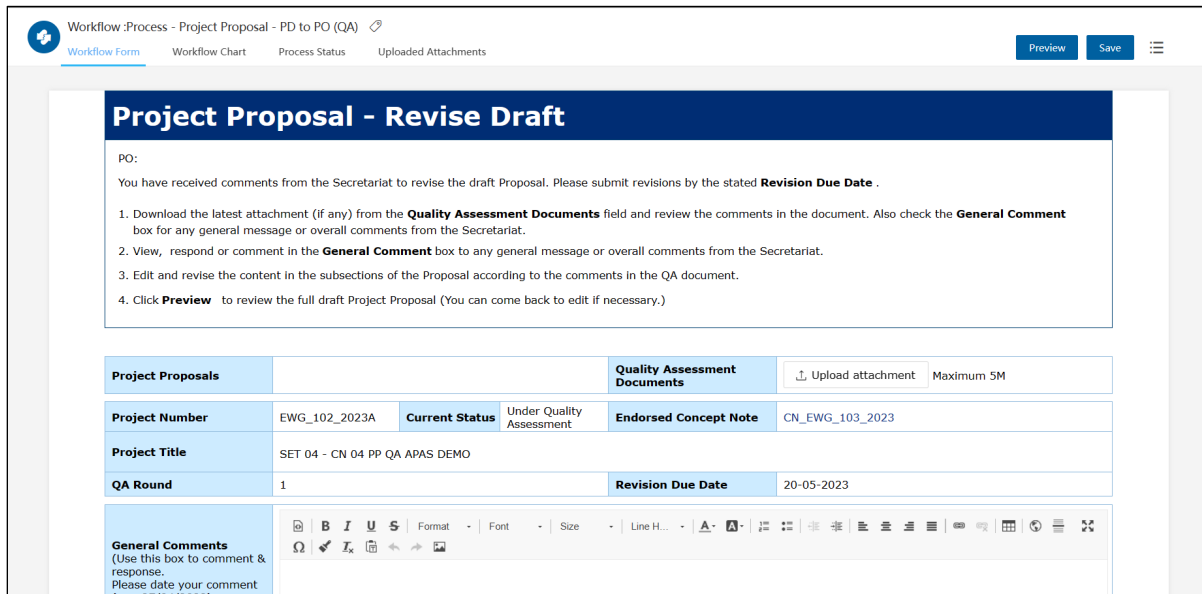 Workflow :Process - Project Proposal - PD to PO (QA)
Workflow Form Workflow Chart Process Status Uploaded Attachments
Preview Save
Project Proposal - Revise Draft
PO:
You have received comments from the Secretariat to revise the draft Proposal. Please submit revisions by the stated Revision Due Date .
1. Download the latest attachment (if any) from the Quality Assessment Documents field and review the comments in the document. Also check the General Comment
box for any general message or overall comments from the Secretariat.
2. View, respond or comment in the General Comment box to any general message or overall comments from the Secretariat.
3. Edit and revise the content in the subsections of the Proposal according to the comments in the QA document.
4. Click Preview to review the full draft Project Proposal (You can come back to edit if necessary.)
Project Proposals
Quality Assessment
Documents
Upload attachment Maximum 5M
Project Number EWG_102_2023A Current Status Under Quality
Assessment
Endorsed Concept Note CN_EWG_103_2023
Project Title SET 04 - CN 04 PP QA APAS DEMO
QA Round 1 Revision Due Date 20-05-2023
B I U S Format Font Size Line H... A A
Ω
General Comments
(Use this box to comment &
response.
Please date your comment